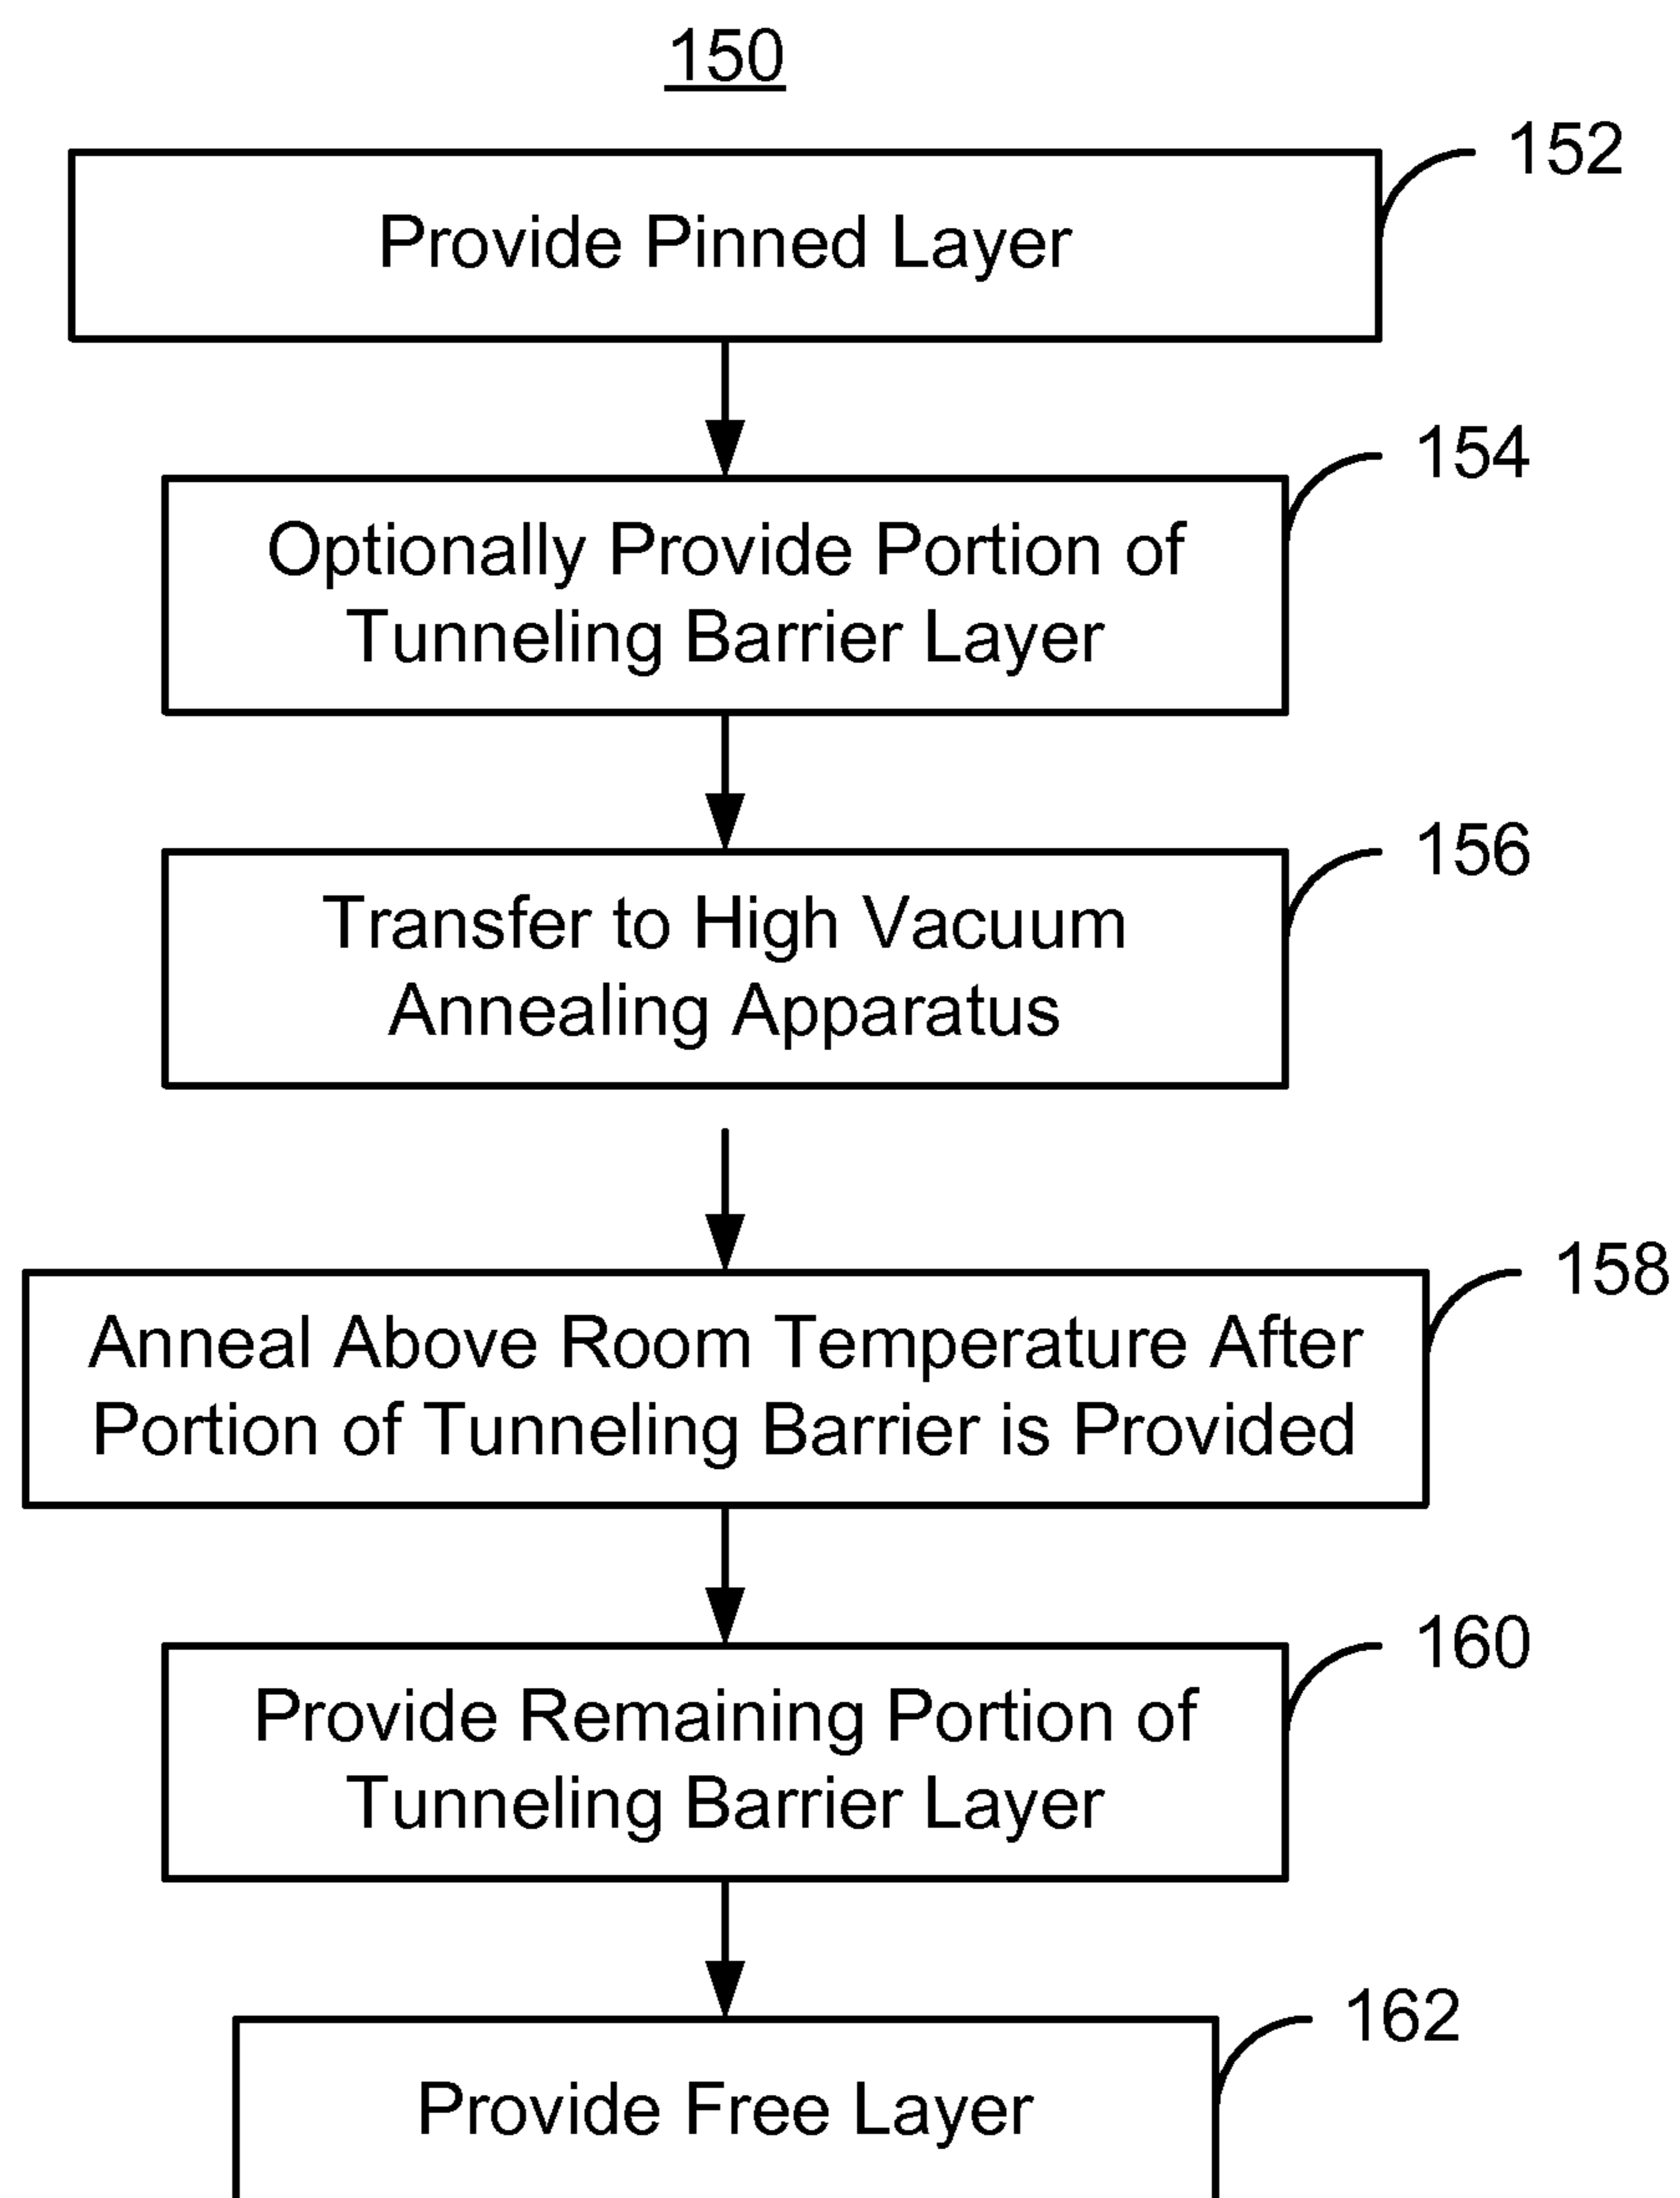 150
152
Provide Pinned Layer
154
Optionally Provide Portion of
Tunneling Barrier Layer
156
Transfer to High Vacuum
Annealing Apparatus
158
Anneal Above Room Temperature After
Portion of Tunneling Barrier is Provided
160
Provide Remaining Portion of
Tunneling Barrier Layer
162
Provide Free Layer